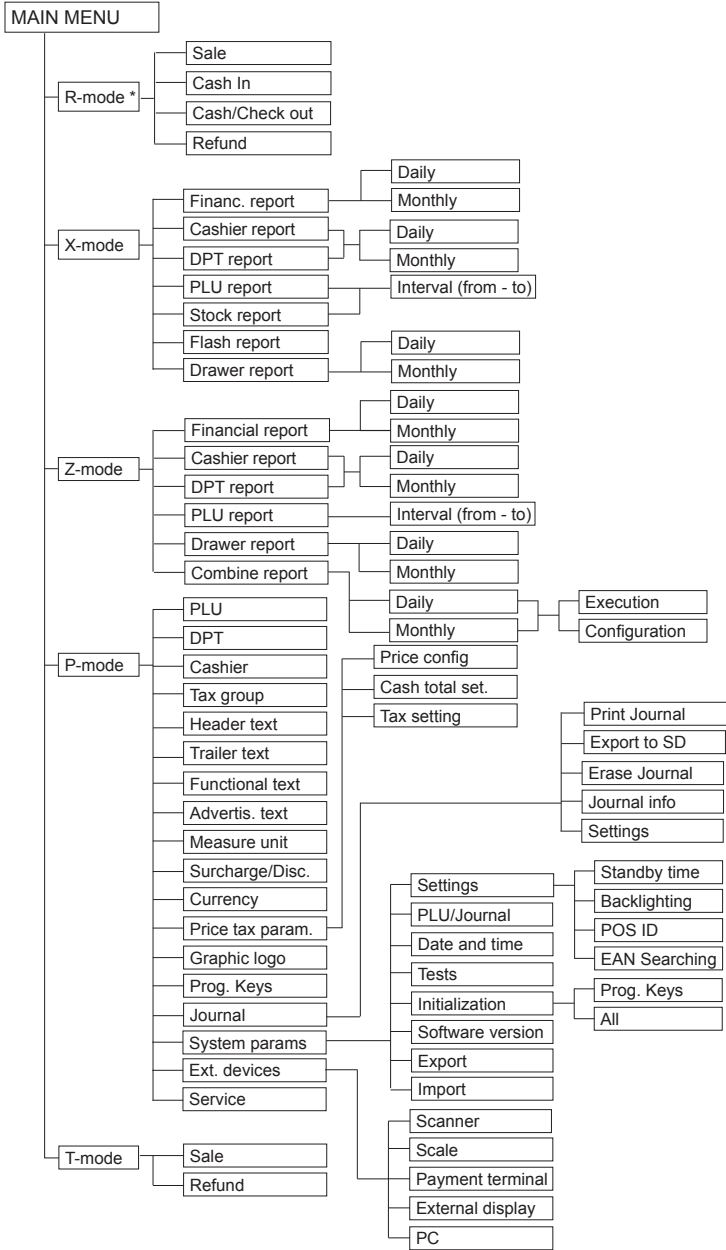 MAIN MENU
R-mode *
Sale
Cash In
Cash/Check out
Refund
X-mode
Financ. report
Daily
Monthly
Cashier report
DPT report
Daily
Monthly
PLU report
Stock report
Interval (from - to)
Flash report
Drawer report
Daily
Monthly
Z-mode
Financial report
Daily
Monthly
Cashier report
DPT report
Daily
Monthly
PLU report
Interval (from - to)
Drawer report
Daily
Monthly
Combine report
Daily
Monthly
Execution
Configuration
P-mode
PLU
DPT
Cashier
Tax group
Header text
Trailer text
Functional text
Advertis. text
Measure unit
Surcharge/Disc.
Currency
Price tax param.
Price config
Cash total set.
Tax setting
Graphic logo
Prog. Keys
Journal
Print Journal
Export to SD
Erase Journal
Journal info
Settings
System params
Settings
Standby time
Backlighting
POS ID
EAN Searching
PLU/Journal
Date and time
Tests
Initialization
Prog. Keys
All
Software version
Export
Import
Ext. devices
Scanner
Scale
Payment terminal
External display
PC
Service
T-mode
Sale
Refund